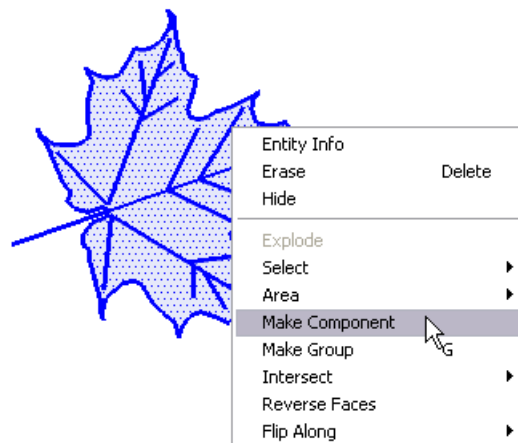 Entity Info
Erase Delete
Hide
Explode
Select
Area
Make Component
Make Group G
Intersect
Reverse Faces
Flip Along